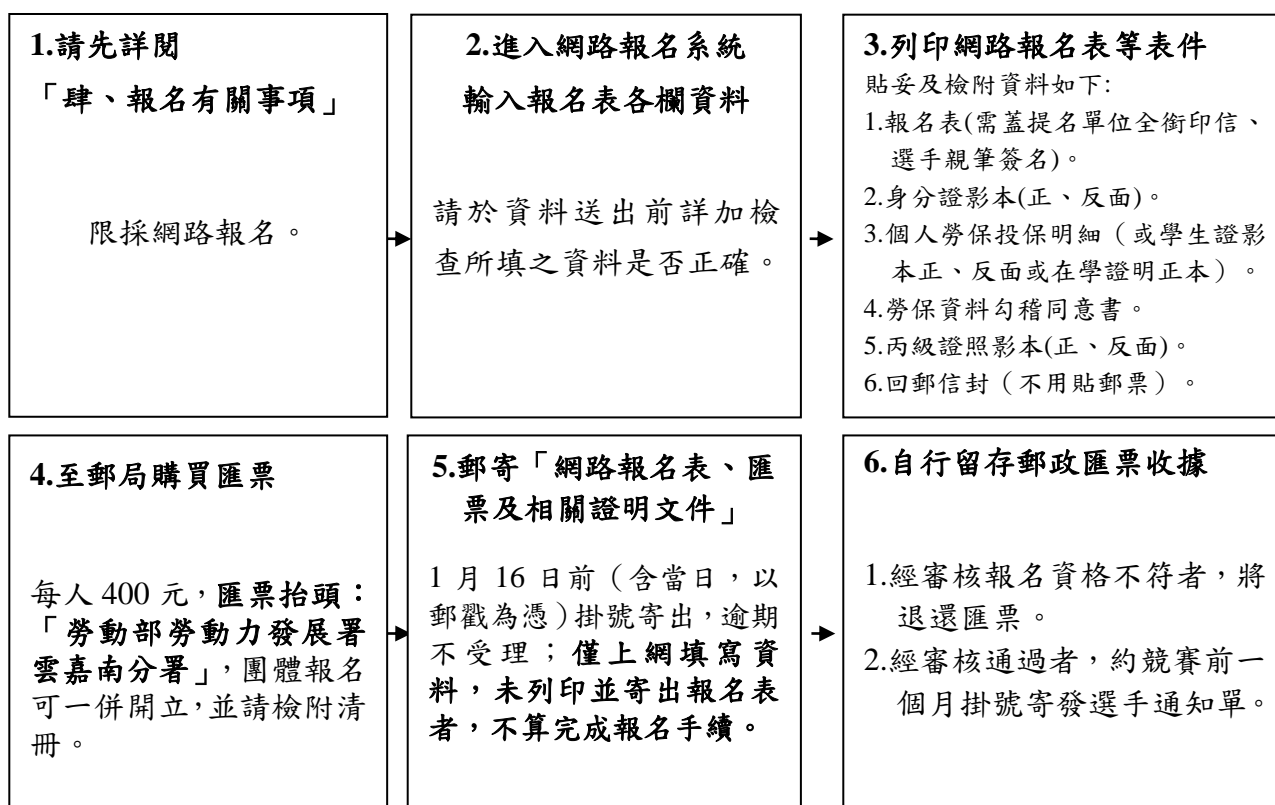 1.請先詳閱
「肆、報名有關事項」
限採網路報名。
2.進入網路報名系統
輸入報名表各欄資料
請於資料送出前詳加檢
查所填之資料是否正確。
3.列印網路報名表等表件
貼妥及檢附資料如下:
1.報名表(需蓋提名單位全銜印信、
選手親筆簽名)。
2.身分證影本(正、反面)。
3.個人勞保投保明細（或學生證影
本正、反面或在學證明正本）。
4.勞保資料勾稽同意書。
5.丙級證照影本(正、反面)。
6.回郵信封（不用貼郵票）。
4.至郵局購買匯票
每人 400 元，匯票抬頭：
「勞動部勞動力發展署
雲嘉南分署」，團體報名
可一併開立，並請檢附清
冊。
5.郵寄「網路報名表、匯
票及相關證明文件」
1 月 16 日前（含當日，以
郵戳為憑）掛號寄出，逾期
不受理；僅上網填寫資
料，未列印並寄出報名表
者，不算完成報名手續。
6.自行留存郵政匯票收據
1.經審核報名資格不符者，將
退還匯票。
2.經審核通過者，約競賽前一
個月掛號寄發選手通知單。